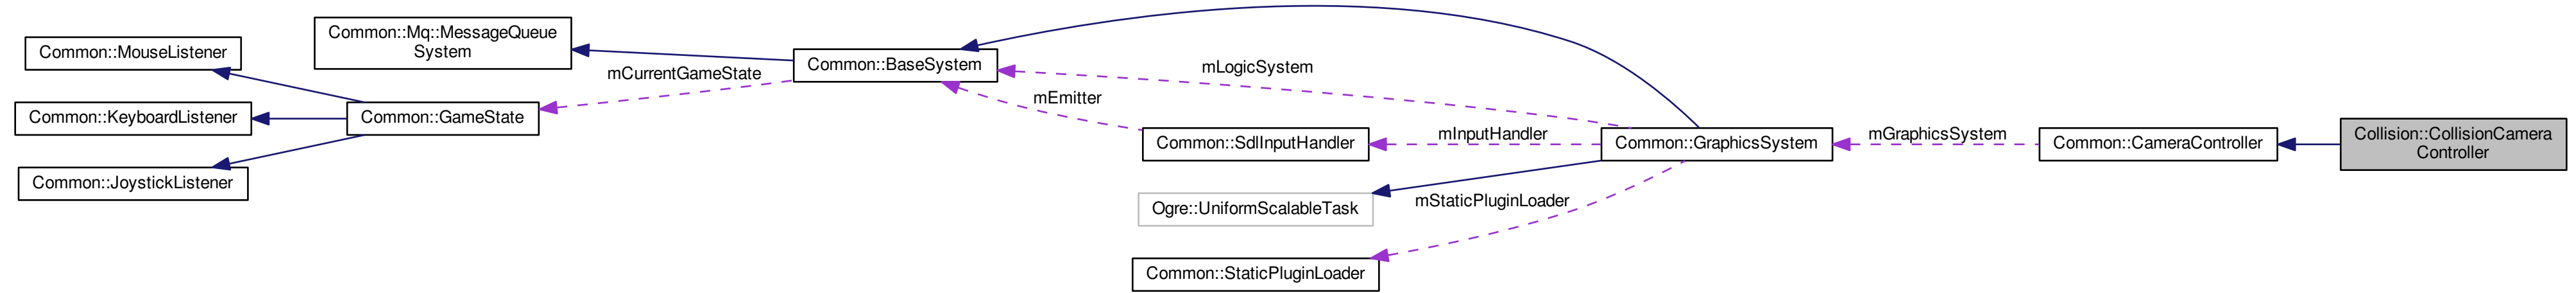 Common::MouseListener
Common::KeyboardListener
Common::JoystickListener
Common::Mq::MessageQueue
System
Common::GameState
mCurrentGameState
Common::BaseSystem
mEmitter
mLogicSystem
Common::SdlInputHandler
Ogre::UniformScalableTask
Common::StaticPluginLoader
mInputHandler
mStaticPluginLoader
Common::GraphicsSystem
mGraphicsSystem
Common::CameraController
Collision::CollisionCamera
Controller